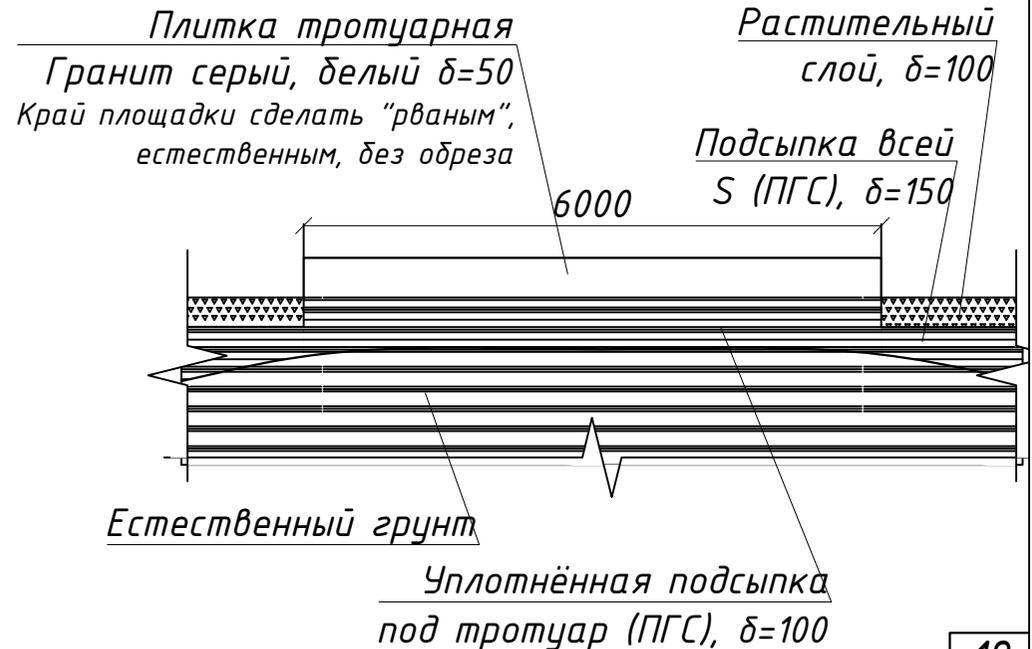 Плитка тротуарная
Гранит серый, белый δ=50
Край площадки сделать "рваным",
естественным, без обреза
Растительный
слой, δ=100
Подсыпка всей
S (ПГС), δ=150
6000
Естественный грунт
Уплотнённая подсыпка
под тротуар (ПГС), δ=100